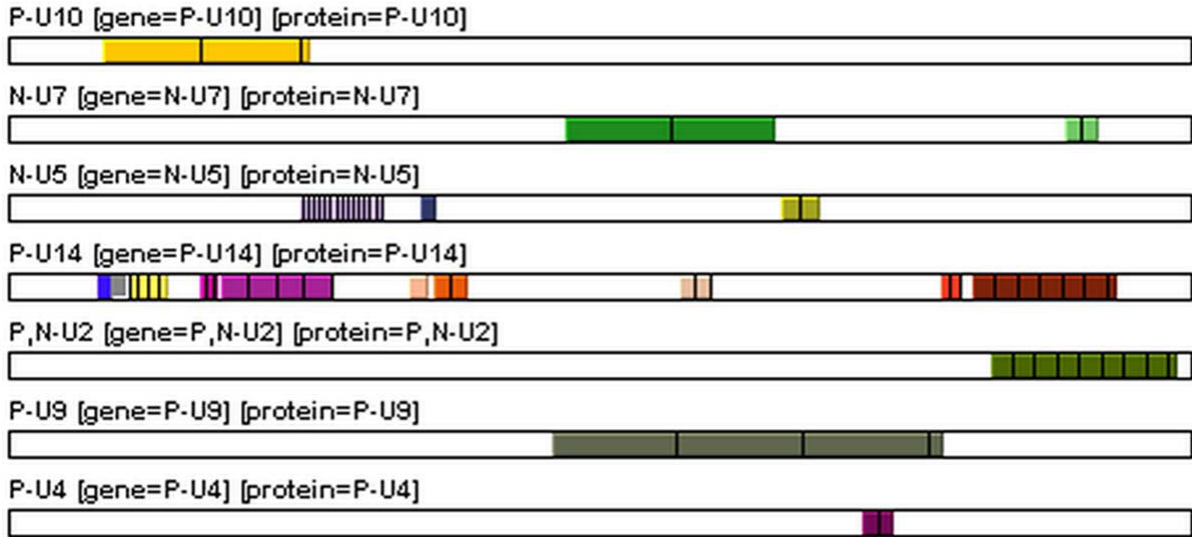 P-U10 [gene=P-U10] [protein=P-U10]
N-U7 [gene=N-U7] [protein=N-U7]
N-U5 [gene=N-U5] [protein=N-U5]
P-U14 [gene=P-U14] [protein=P-U14]
P,N-U2 [gene=P,N-U2] [protein=P,N-U2]
P-U9 [gene=P-U9] [protein=P-U9]
P-U4 [gene=P-U4] [protein=P-U4]